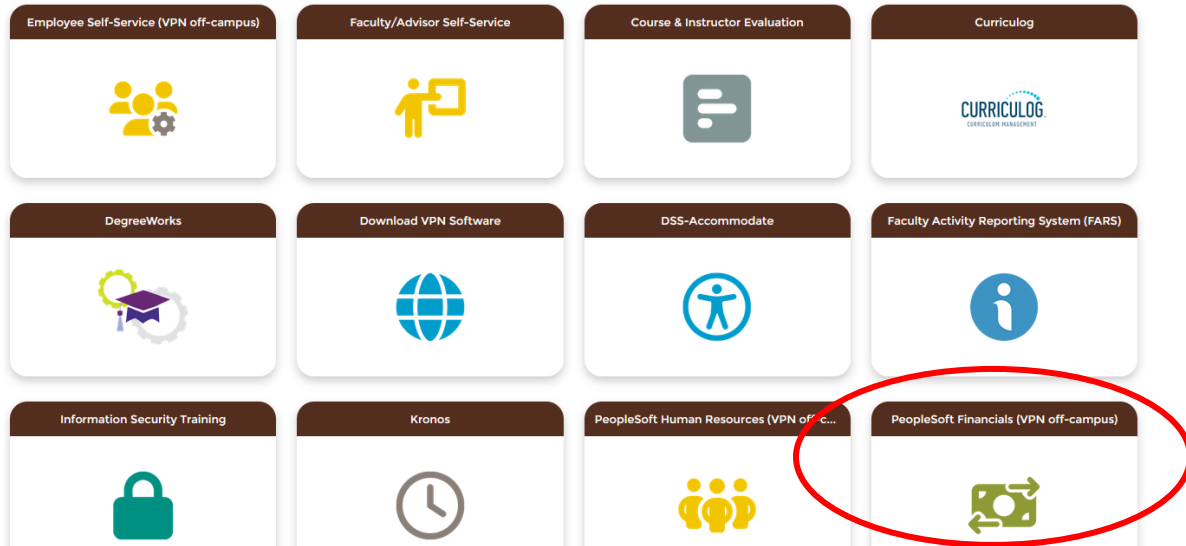 Employee Self-Service (VPN off-campus)
Faculty/Advisor Self-Service
Course & Instructor Evaluation
Curriculog
CURRICULOG
CURRICULUM MANAGEMENT
DegreeWorks
Download VPN Software
DSS-Accommodate
Faculty Activity Reporting System (FARS)
Information Security Training
Kronos
PeopleSoft Human Resources (VPN off-c...
PeopleSoft Financials (VPN off-campus)